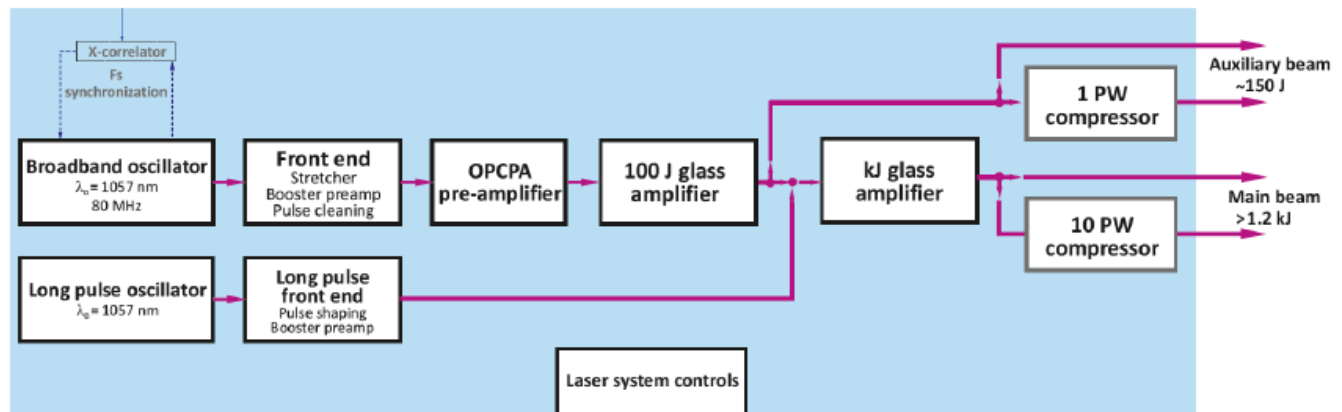 X-correlator
Fs
synchronization
Broadband oscillator
λ₀ = 1057 nm
80 MHz
Front end
Stretcher
Booster preamp
Pulse cleaning
OPCPA
pre-amplifier
100 J glass
amplifier
kJ glass
amplifier
1 PW
compressor
Auxiliary beam
~150 J
10 PW
compressor
Main beam
>1.2 kJ
Long pulse oscillator
λ₀ = 1057 nm
Long pulse
front end
Pulse shaping
Booster preamp
Laser system controls